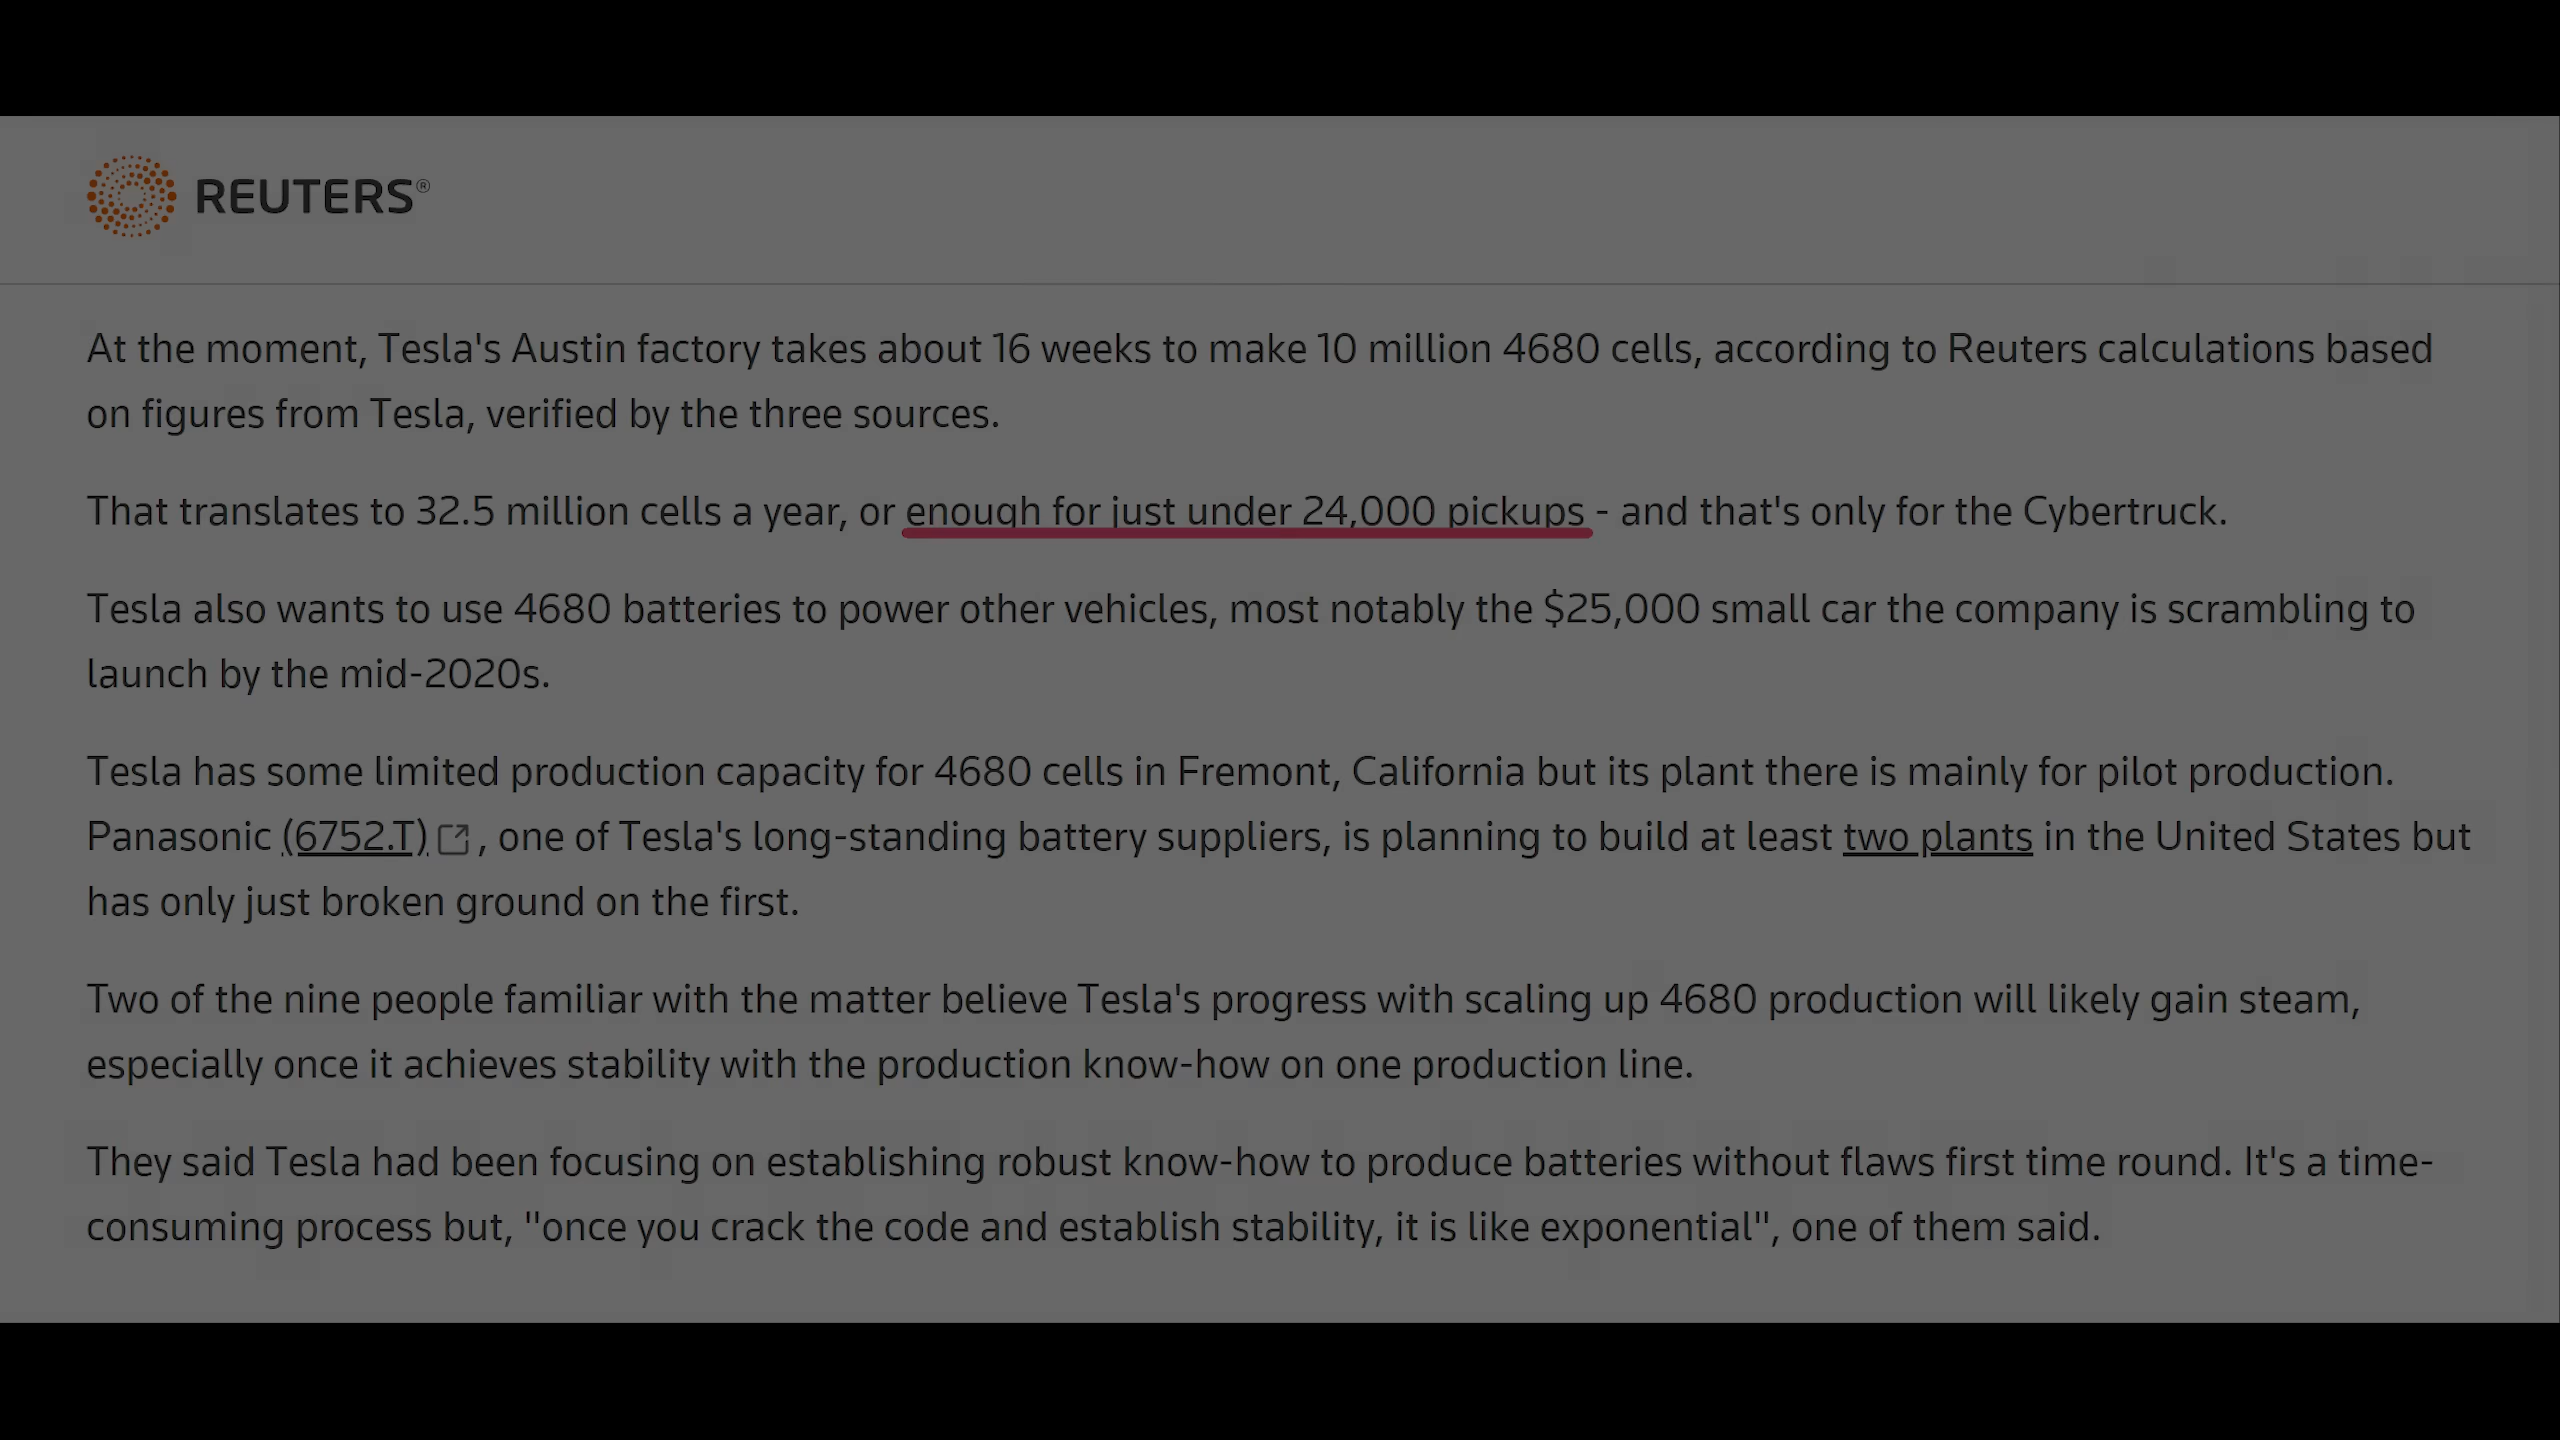 REUTERS®
At the moment, Tesla's Austin factory takes about 16 weeks to make 10 million 4680 cells, according to Reuters calculations based
on figures from Tesla, verified by the three sources.
That translates to 32.5 million cells a year, or enough for just under 24,000 pickups - and that's only for the Cybertruck.
Tesla also wants to use 4680 batteries to power other vehicles, most notably the $25,000 small car the company is scrambling to
launch by the mid-2020s.
Tesla has some limited production capacity for 4680 cells in Fremont, California but its plant there is mainly for pilot production.
Panasonic (6752.T) , one of Tesla's long-standing battery suppliers, is planning to build at least two plants in the United States but
has only just broken ground on the first.
Two of the nine people familiar with the matter believe Tesla's progress with scaling up 4680 production will likely gain steam,
especially once it achieves stability with the production know-how on one production line.
They said Tesla had been focusing on establishing robust know-how to produce batteries without flaws first time round. It's a time-
consuming process but, "once you crack the code and establish stability, it is like exponential", one of them said.